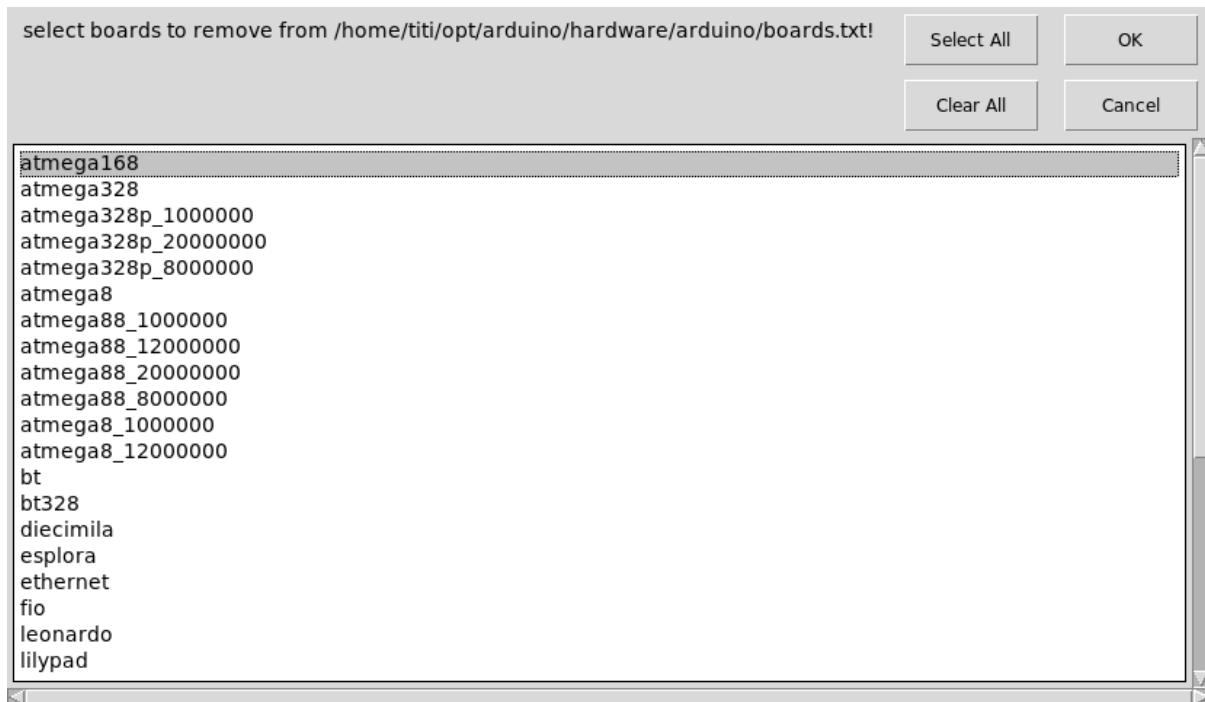 select boards to remove from /home/titi/opt/arduino/hardware/arduino/boards.txt!
Select All
OK
Clear All
Cancel
atmega168
atmega328
atmega328p_1000000
atmega328p_20000000
atmega328p_8000000
atmega8
atmega88_1000000
atmega88_12000000
atmega88_20000000
atmega88_8000000
atmega8_1000000
atmega8_12000000
bt
bt328
diecimila
esplora
ethernet
fio
leonardo
lilypad